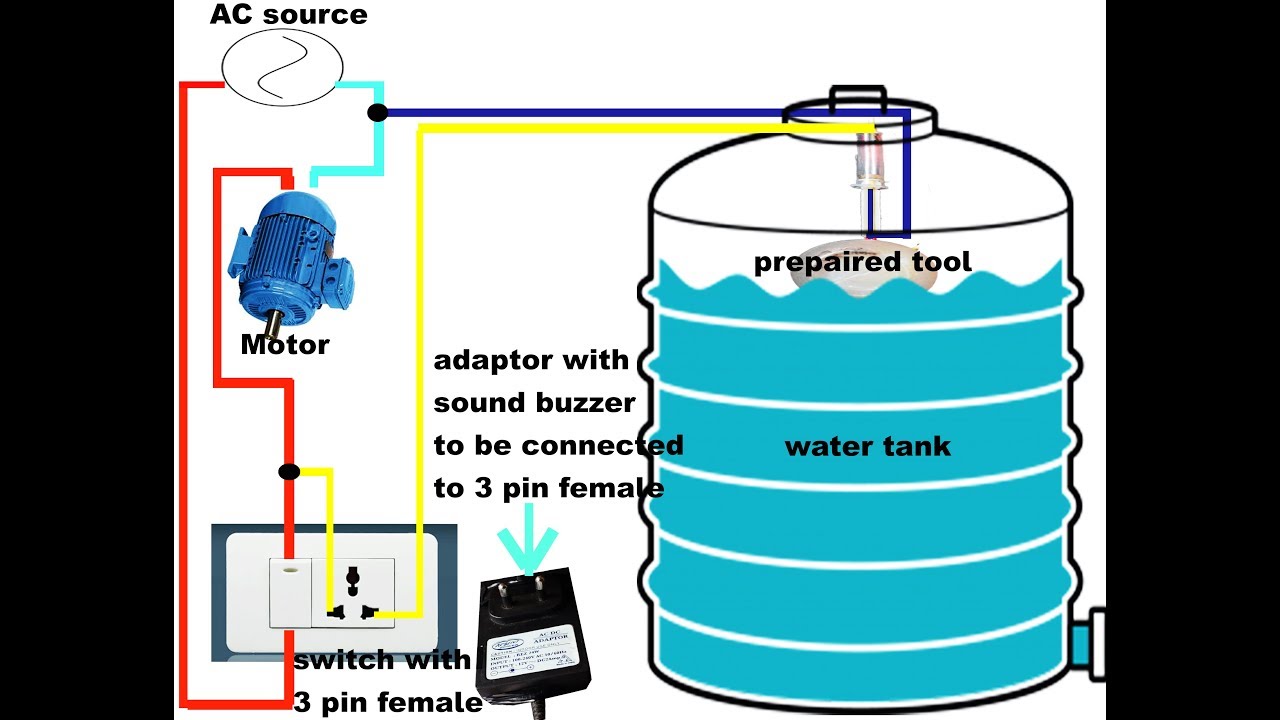 AC source
prepaired tool
Motor
adaptor with
sound buzzer
to be connected
to 3 pin female
water tank
switch with
3 pin female
AC DC
ADAPTOR